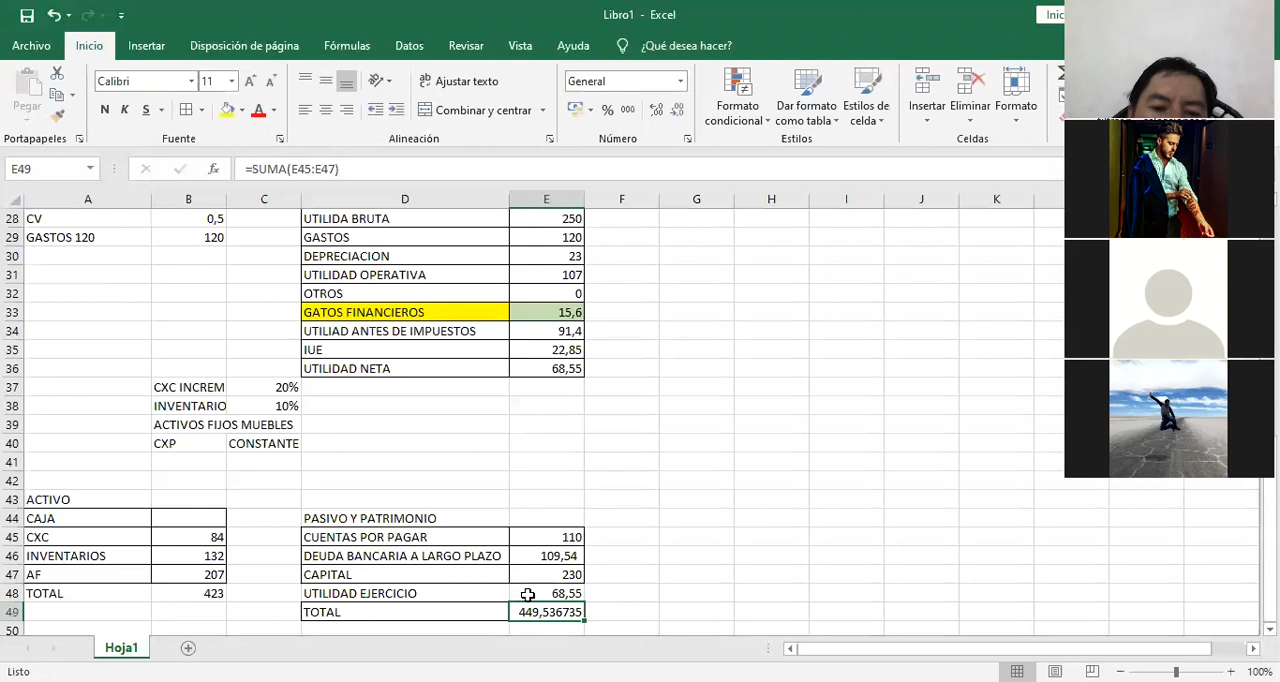 Libro1 - Excel
Inic
Archivo Inicio Insertar Disposición de página Fórmulas Datos Revisar Vista Ayuda ¿Qué desea hacer?
Pegar
Calibri 11
N K S
Ajustar texto
Combinar y centrar
General
% 000
Formato condicional
Dar formato como tabla
Estilos de celda
Insertar Eliminar Formato
Portapapeles Fuente Alineación Número Estilos Celdas
E49 fx =SUMA(E45:E47)
A B C D E F G H I J K
28 CV 0,5 UTILIDA BRUTA 250
29 GASTOS 120 120 GASTOS 120
30 DEPRECIACION 23
31 UTILIDAD OPERATIVA 107
32 OTROS 0
33 GATOS FINANCIEROS 15,6
34 UTILIAD ANTES DE IMPUESTOS 91,4
35 IUE 22,85
36 UTILIDAD NETA 68,55
37 CXC INCREM 20%
38 INVENTARIO 10%
39 ACTIVOS FIJOS MUEBLES
40 CXP CONSTANTE
41
42
43 ACTIVO
44 CAJA PASIVO Y PATRIMONIO
45 CXC 84 CUENTAS POR PAGAR 110
46 INVENTARIOS 132 DEUDA BANCARIA A LARGO PLAZO 109,54
47 AF 207 CAPITAL 230
48 TOTAL 423 UTILIDAD EJERCICIO 68,55
49 TOTAL 449,536735
50
Hoja1
Listo 100%